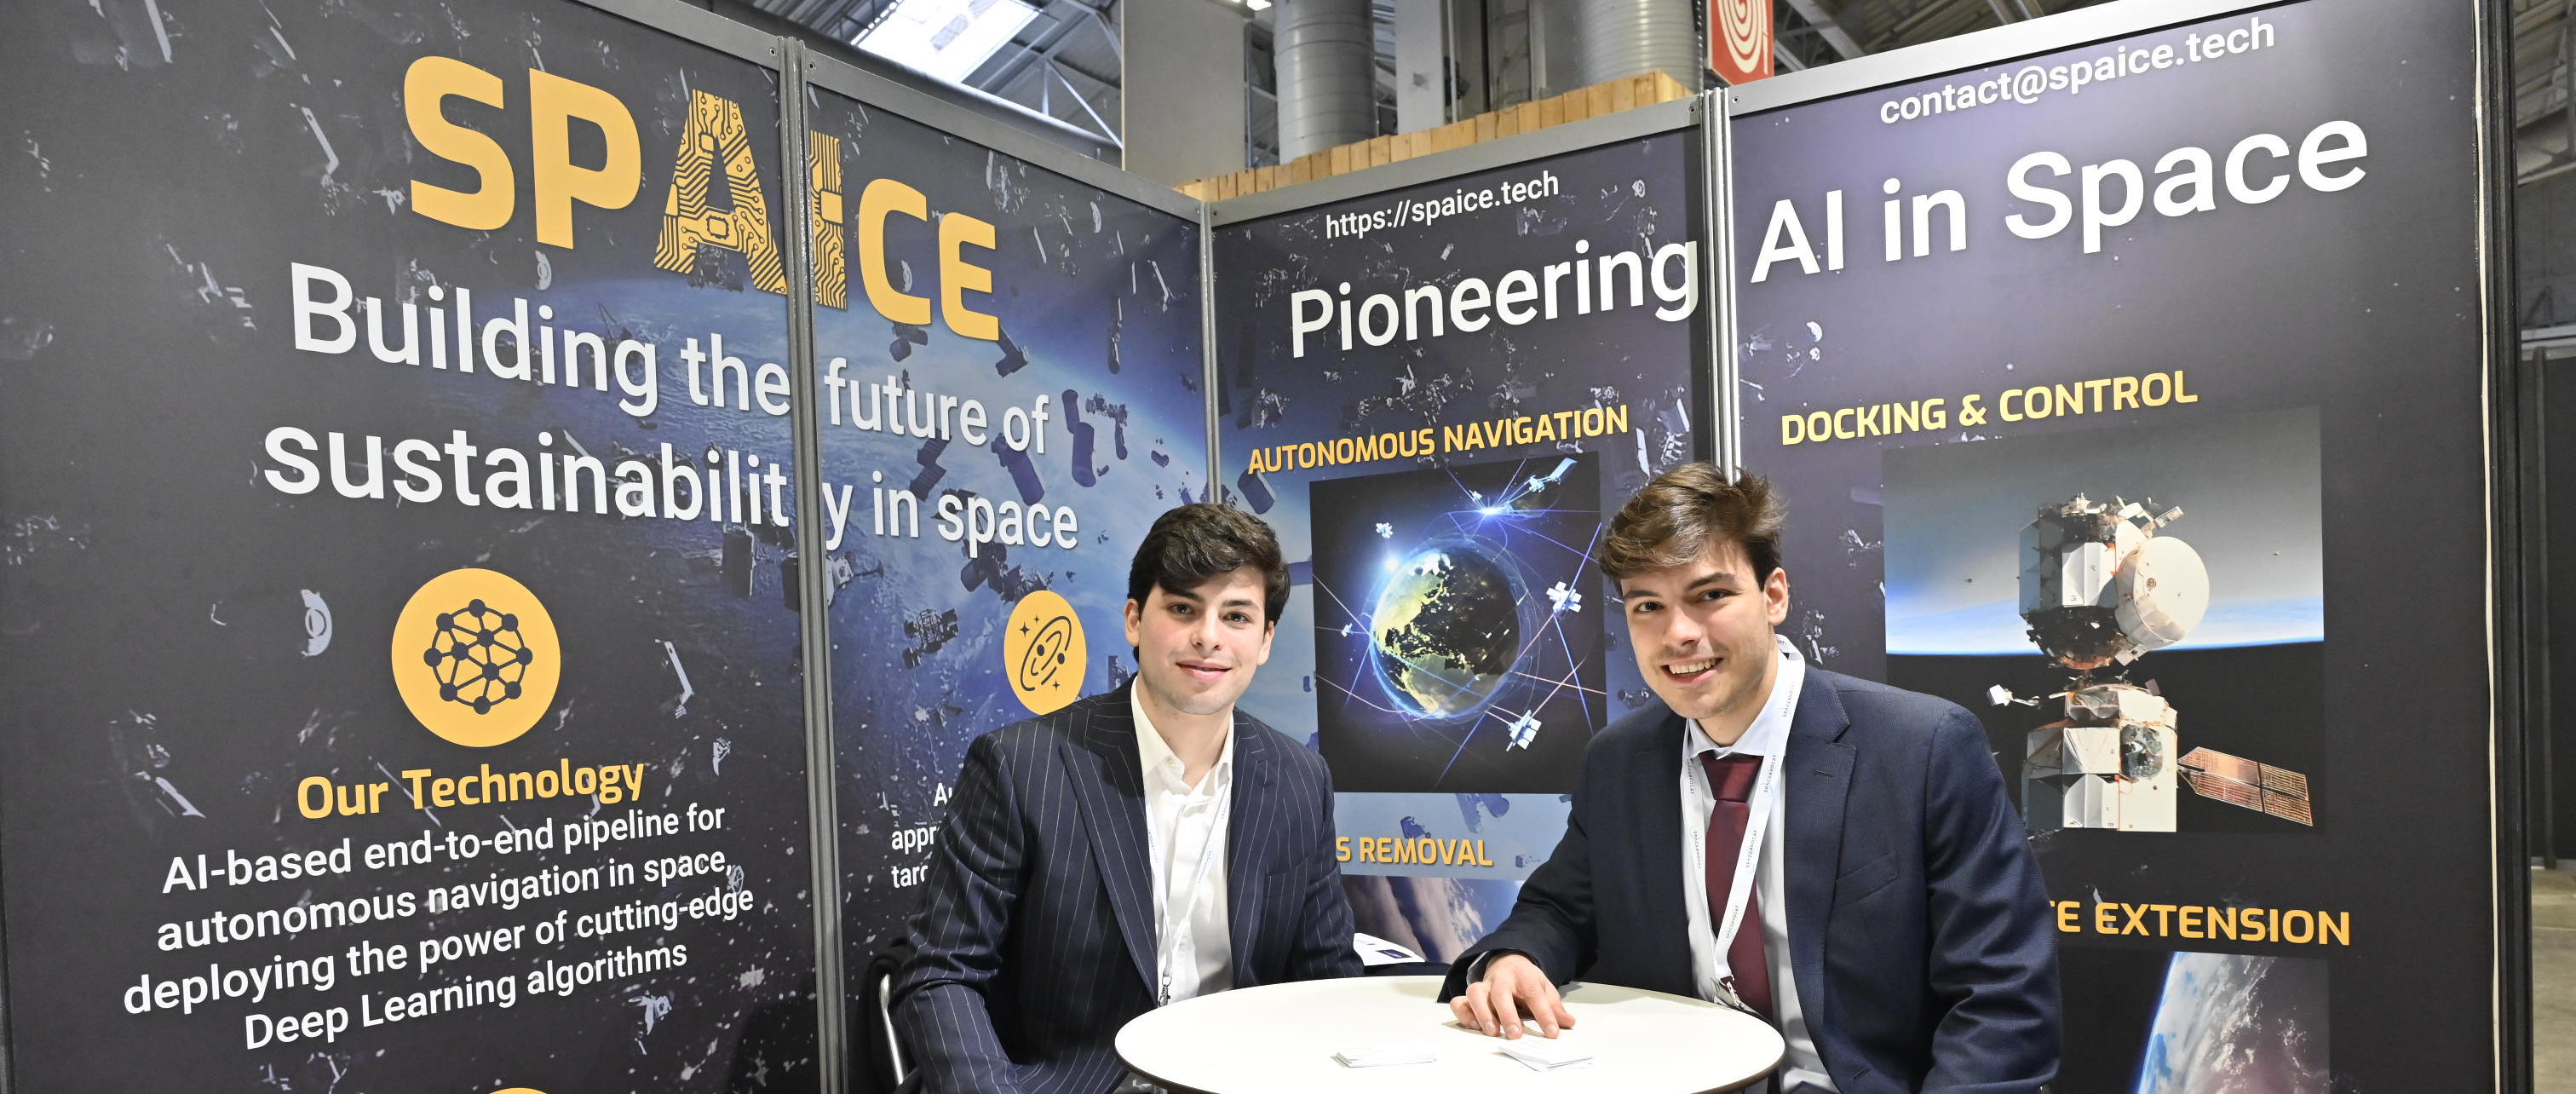 SPAICE
Building the future of
sustainability in space
Our Technology
AI-based end-to-end pipeline for
autonomous navigation in space,
deploying the power of cutting-edge
Deep Learning algorithms
https://spaice.tech
contact@spaice.tech
Pioneering AI in Space
AUTONOMOUS NAVIGATION
DOCKING & CONTROL
REMOVAL
EXTENSION